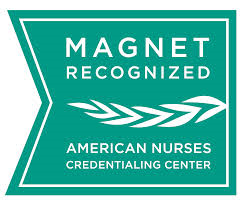 MAGNET
RECOGNIZED
AMERICAN NURSES
CREDENTIALING CENTER